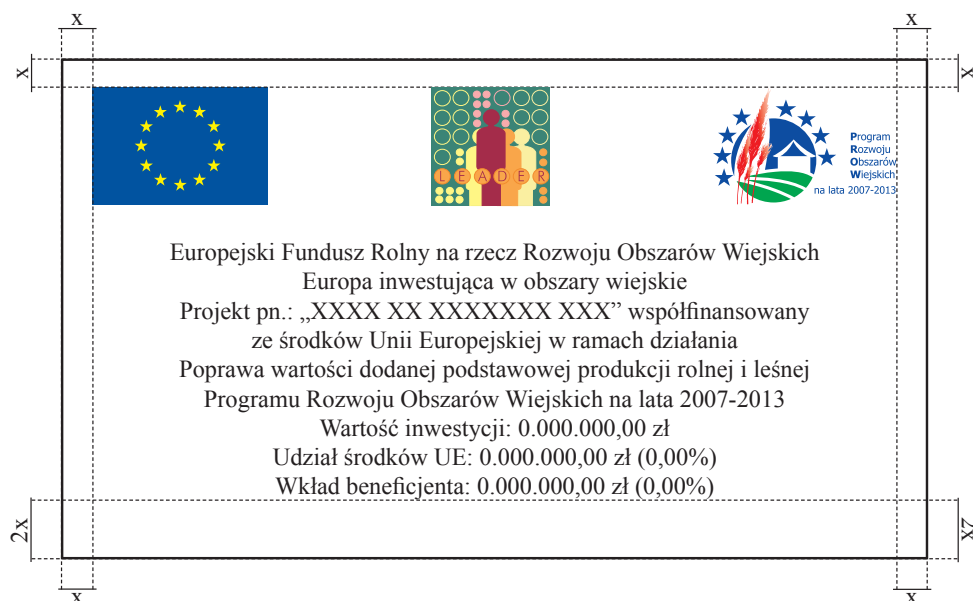 x x
x x
LEADER
Program
Rozwoju
Obszarów
Wiejskich
na lata 2007-2013
Europejski Fundusz Rolny na rzecz Rozwoju Obszarów Wiejskich
Europa inwestująca w obszary wiejskie
Projekt pn.: „XXXX XX XXXXXXX XXX” współfinansowany
ze środków Unii Europejskiej w ramach działania
Poprawa wartości dodanej podstawowej produkcji rolnej i leśnej
Programu Rozwoju Obszarów Wiejskich na lata 2007-2013
Wartość inwestycji: 0.000.000,00 zł
Udział środków UE: 0.000.000,00 zł (0,00%)
Wkład beneficjenta: 0.000.000,00 zł (0,00%)
2x 2x
x x